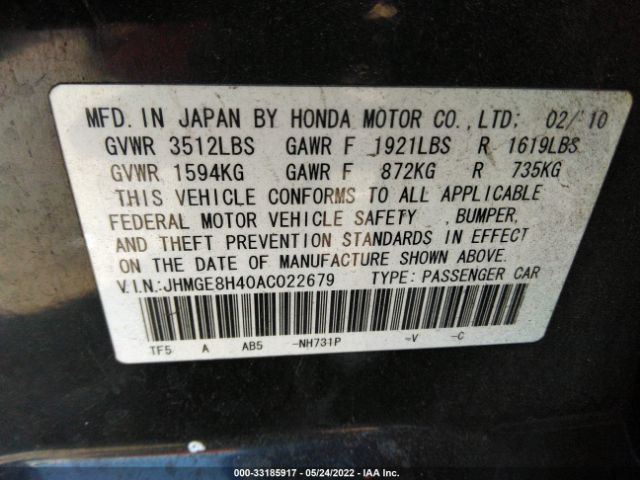 MFD. IN JAPAN BY HONDA MOTOR CO., LTD: 02/10
GVWR 3512LBS GAWR F 1921LBS R 1619LBS
GVWR 1594KG GAWR F 872KG R 735KG
THIS VEHICLE CONFORMS TO ALL APPLICABLE
FEDERAL MOTOR VEHICLE SAFETY , BUMPER,
AND THEFT PREVENTION STANDARDS IN EFFECT
ON THE DATE OF MANUFACTURE SHOWN ABOVE.
V.I.N.:JHMGE8H40AC022679 TYPE: PASSENGER CAR
TF5 A AB5 -NH731P -V -C
000-33185917 - 05/24/2022 - IAA Inc.